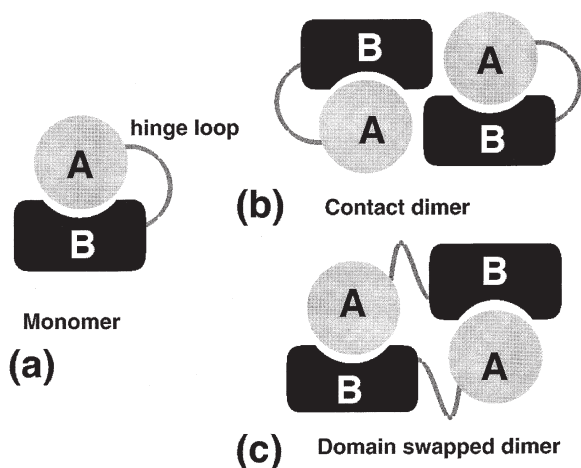 A
hinge loop
B
Monomer
(a)
B
A
A
B
(b)
Contact dimer
A
B
B
A
(c)
Domain swapped dimer